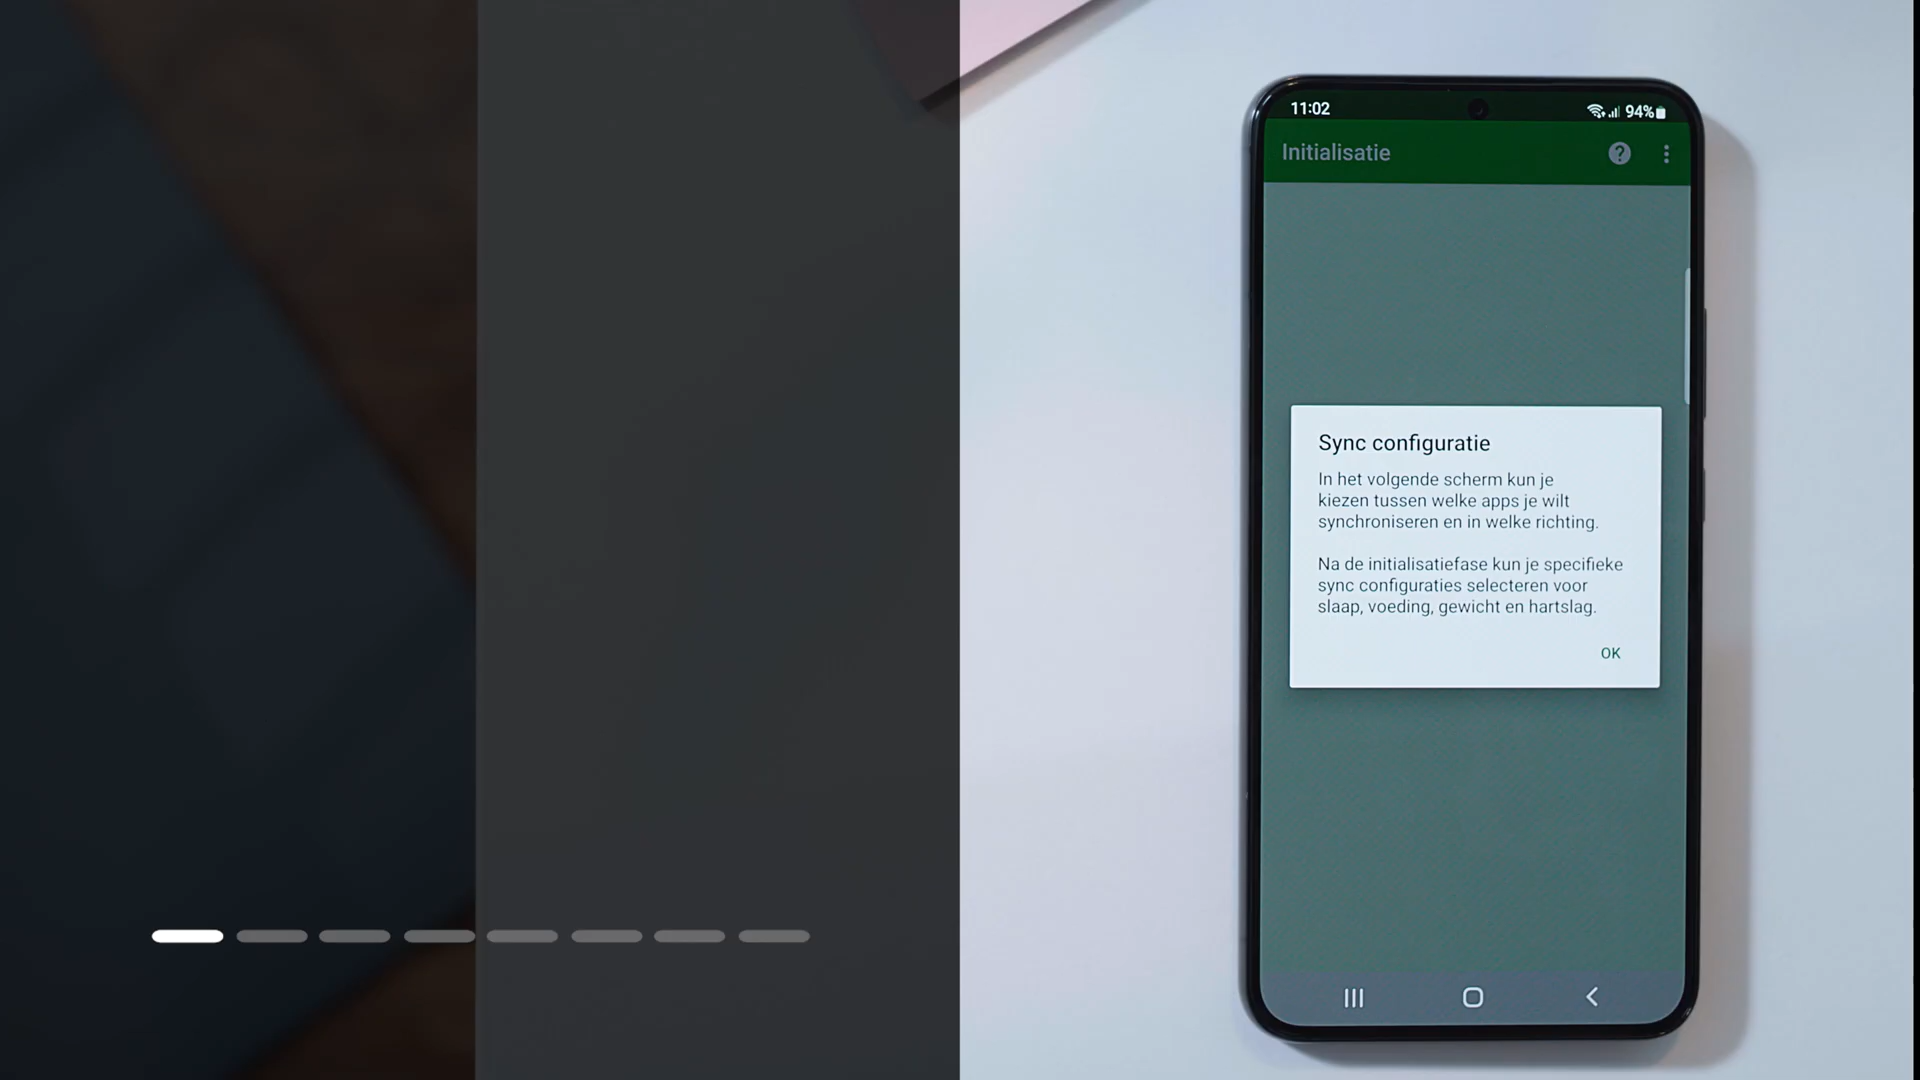 11:02
94%
Initialisatie
Sync configuratie
In het volgende scherm kun je
kiezen tussen welke apps je wilt
synchroniseren en in welke richting.
Na de initialisatiefase kun je specifieke
sync configuraties selecteren voor
slaap, voeding, gewicht en hartslag.
OK